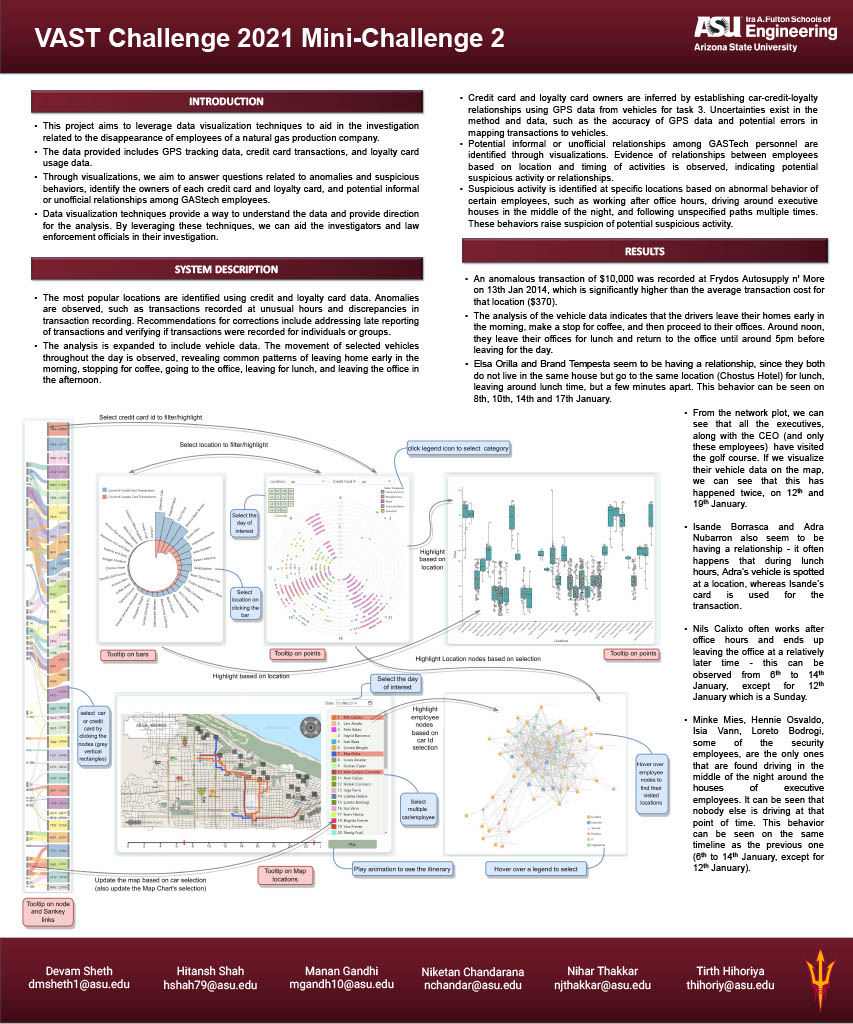 VAST Challenge 2021 Mini-Challenge 2
ASU Ira A. Fulton Schools of
Engineering
Arizona State University
INTRODUCTION
• This project aims to leverage data visualization techniques to aid in the investigation
related to the disappearance of employees of a natural gas production company.
• The data provided includes GPS tracking data, credit card transactions, and loyalty card
usage data.
• Through visualizations, we aim to answer questions related to anomalies and suspicious
behaviors, identify the owners of each credit card and loyalty card, and potential informal
or unofficial relationships among GAStech employees.
• Data visualization techniques provide a way to understand the data and provide direction
for the analysis. By leveraging these techniques, we can aid the investigators and law
enforcement officials in their investigation.
SYSTEM DESCRIPTION
• The most popular locations are identified using credit and loyalty card data. Anomalies
are observed, such as transactions recorded at unusual hours and discrepancies in
transaction recording. Recommendations for corrections include addressing late reporting
of transactions and verifying if transactions were recorded for individuals or groups.
• The analysis is expanded to include vehicle data. The movement of selected vehicles
throughout the day is observed, revealing common patterns of leaving home early in the
morning, stopping for coffee, going to the office, leaving for lunch, and leaving the office in
the afternoon.
• Credit card and loyalty card owners are inferred by establishing car-credit-loyalty
relationships using GPS data from vehicles for task 3. Uncertainties exist in the
method and data, such as the accuracy of GPS data and potential errors in
mapping transactions to vehicles.
• Potential informal or unofficial relationships among GASTech personnel are
identified through visualizations. Evidence of relationships between employees
based on location and timing of activities is observed, indicating potential
suspicious activity or relationships.
• Suspicious activity is identified at specific locations based on abnormal behavior of
certain employees, such as working after office hours, driving around executive
houses in the middle of the night, and following unspecified paths multiple times.
These behaviors raise suspicion of potential suspicious activity.
RESULTS
• An anomalous transaction of $10,000 was recorded at Frydos Autosupply n' More
on 13th Jan 2014, which is significantly higher than the average transaction cost for
that location ($370).
• The analysis of the vehicle data indicates that the drivers leave their homes early in
the morning, make a stop for coffee, and then proceed to their offices. Around noon,
they leave their offices for lunch and return to the office until around 5pm before
leaving for the day.
• Elsa Orilla and Brand Tempesta seem to be having a relationship, since they both
do not live in the same house but go to the same location (Chostus Hotel) for lunch,
leaving around lunch time, but a few minutes apart. This behavior can be seen on
8th, 10th, 14th and 17th January.
• From the network plot, we can
see that all the executives,
along with the CEO (and only
these employees) have visited
the golf course. If we visualize
their vehicle data on the map,
we can see that this has
happened twice, on 12th and
19th January.
• Isande Borrasca and Adra
Nubarron also seem to be
having a relationship - it often
happens that during lunch
hours, Adra's vehicle is spotted
at a location, whereas Isande's
card is used for the
transaction.
• Nils Calixto often works after
office hours and ends up
leaving the office at a relatively
later time - this can be
observed from 6th to 14th
January, except for 12th
January which is a Sunday.
• Minke Mies, Hennie Osvaldo,
Isia Vann, Loreto Bodrogi,
some of the security
employees, are the only ones
that are found driving in the
middle of the night around the
houses of executive
employees. It can be seen that
nobody else is driving at that
point of time. This behavior
can be seen on the same
timeline as the previous one
(6th to 14th January, except for
12th January).
Select credit card id to filter/highlight
Select location to filter/highlight
click legend icon to select category
Select the
day of
interest
Select
location on
clicking the
bar
Highlight
based on
location
Tooltip on bars
Tooltip on points
Tooltip on points
Highlight based on location
Highlight Location nodes based on selection
Select the day
of interest
select car
or credit
card by
clicking the
nodes (grey
vertical
rectangles)
Highlight
employee
nodes
based on
car Id
selection
Select
multiple
car/employee
Hover over
employee
nodes to
find their
visited
locations
Locations
Date:
Play
Update the map based on car selection
(also update the Map Chart's selection)
Tooltip on Map
locations
Play animation to see the itinerary
Hover over a legend to select
Tooltip on node
and Sankey
links
Devam Sheth
dmsheth1@asu.edu
Hitansh Shah
hshah79@asu.edu
Manan Gandhi
mgandh10@asu.edu
Niketan Chandarana
nchandar@asu.edu
Nihar Thakkar
njthakkar@asu.edu
Tirth Hihoriya
thihoriy@asu.edu